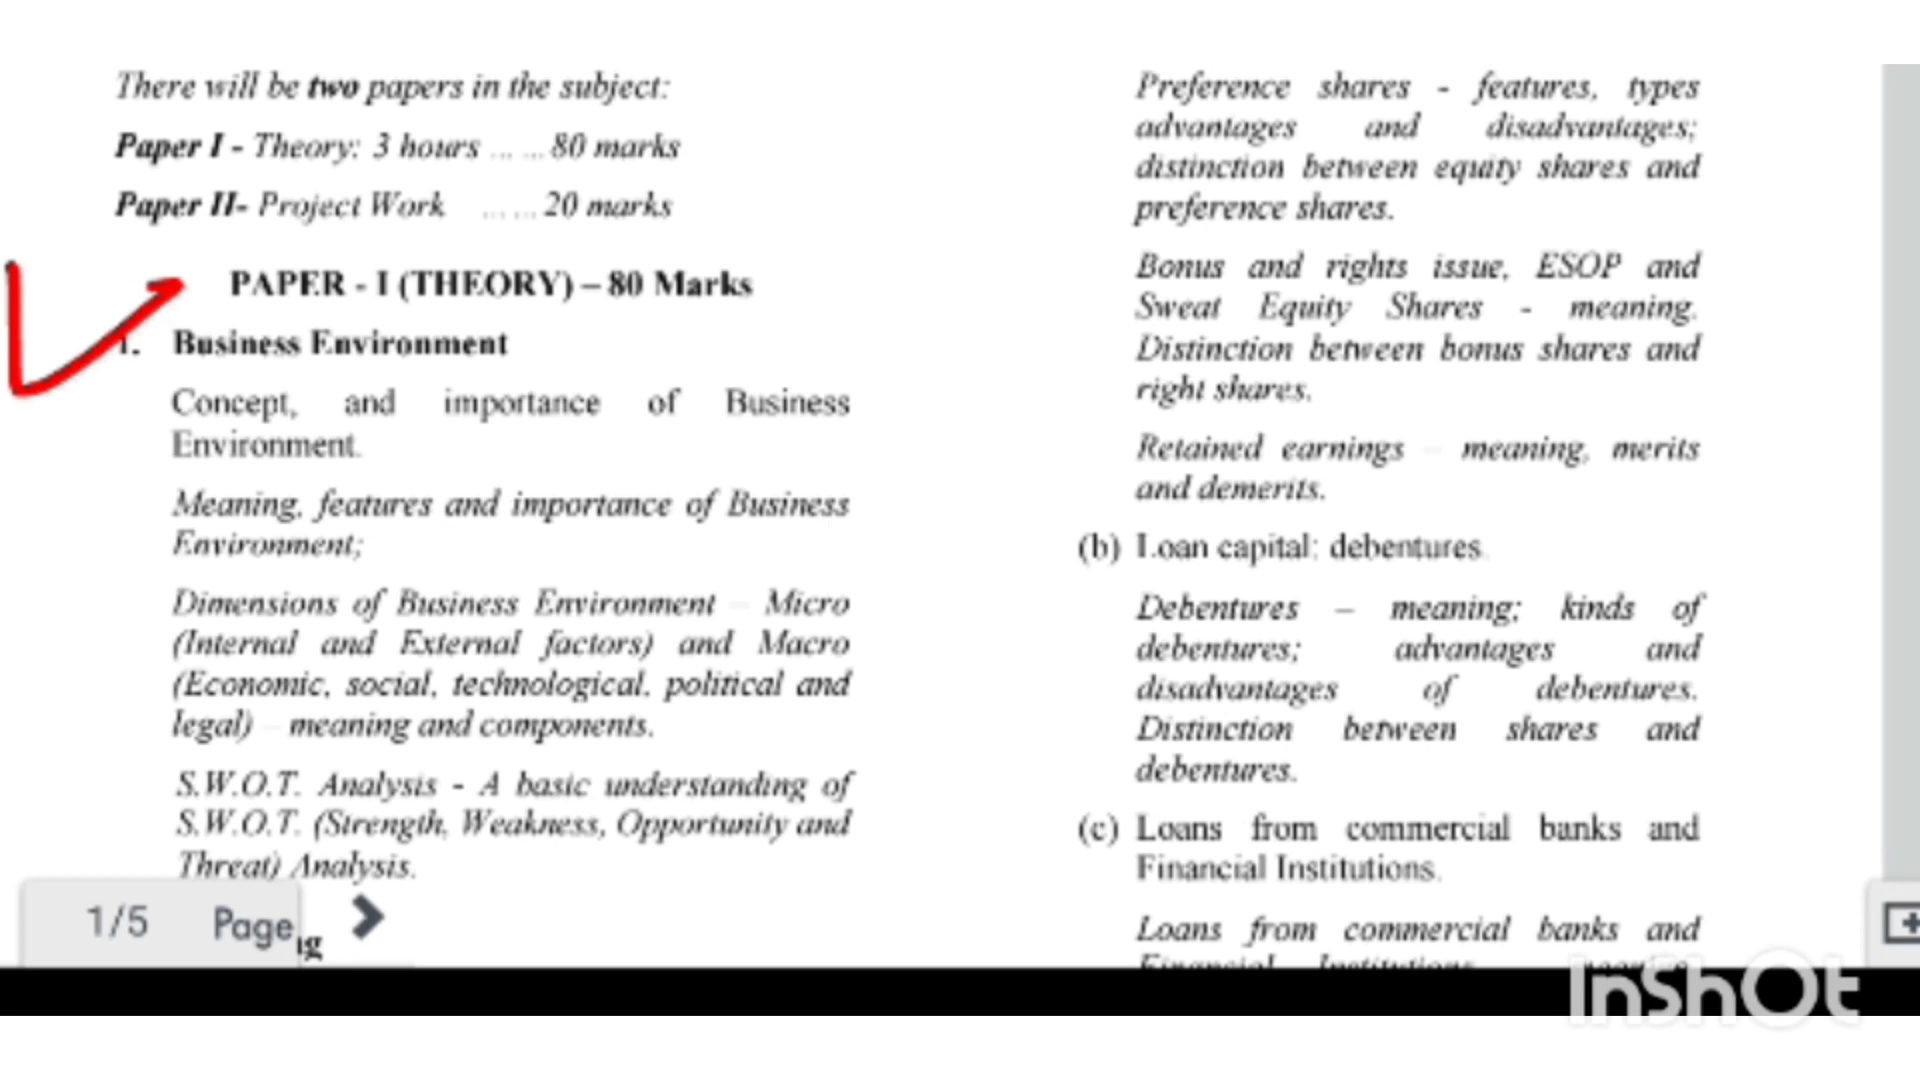 There will be two papers in the subject:
Paper I - Theory: 3 hours ... ... 80 marks
Paper II- Project Work ... ... 20 marks
PAPER - I (THEORY) – 80 Marks
1. Business Environment
Concept, and importance of Business
Environment.
Meaning, features and importance of Business
Environment;
Dimensions of Business Environment – Micro
(Internal and External factors) and Macro
(Economic, social, technological, political and
legal) – meaning and components.
S.W.O.T. Analysis - A basic understanding of
S.W.O.T. (Strength, Weakness, Opportunity and
Threat) Analysis.
Preference shares - features, types
advantages and disadvantages;
distinction between equity shares and
preference shares.
Bonus and rights issue, ESOP and
Sweat Equity Shares - meaning.
Distinction between bonus shares and
right shares.
Retained earnings – meaning, merits
and demerits.
(b) Loan capital: debentures.
Debentures – meaning; kinds of
debentures; advantages and
disadvantages of debentures.
Distinction between shares and
debentures.
(c) Loans from commercial banks and
Financial Institutions.
Loans from commercial banks and
Financial Institutions
1/5 Page
InShOt